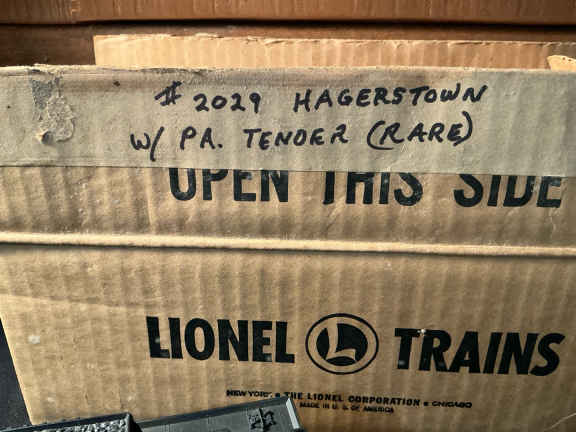 # 2029 HAGERSTOWN
W/ PA. TENDER (RARE)
OPEN THIS SIDE
LIONEL L TRAINS
NEW YORK • THE LIONEL CORPORATION • CHICAGO
MADE IN U. S. OF AMERICA